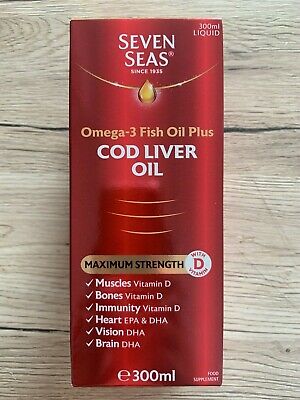 300ml
LIQUID
SEVEN
SEAS®
SINCE 1935
Omega-3 Fish Oil Plus
COD LIVER
OIL
MAXIMUM STRENGTH
WITH
D
VITAMIN
✓ Muscles Vitamin D
✓ Bones Vitamin D
✓ Immunity Vitamin D
✓ Heart EPA & DHA
✓ Vision DHA
✓ Brain DHA
℮300ml
FOOD
SUPPLEMENT